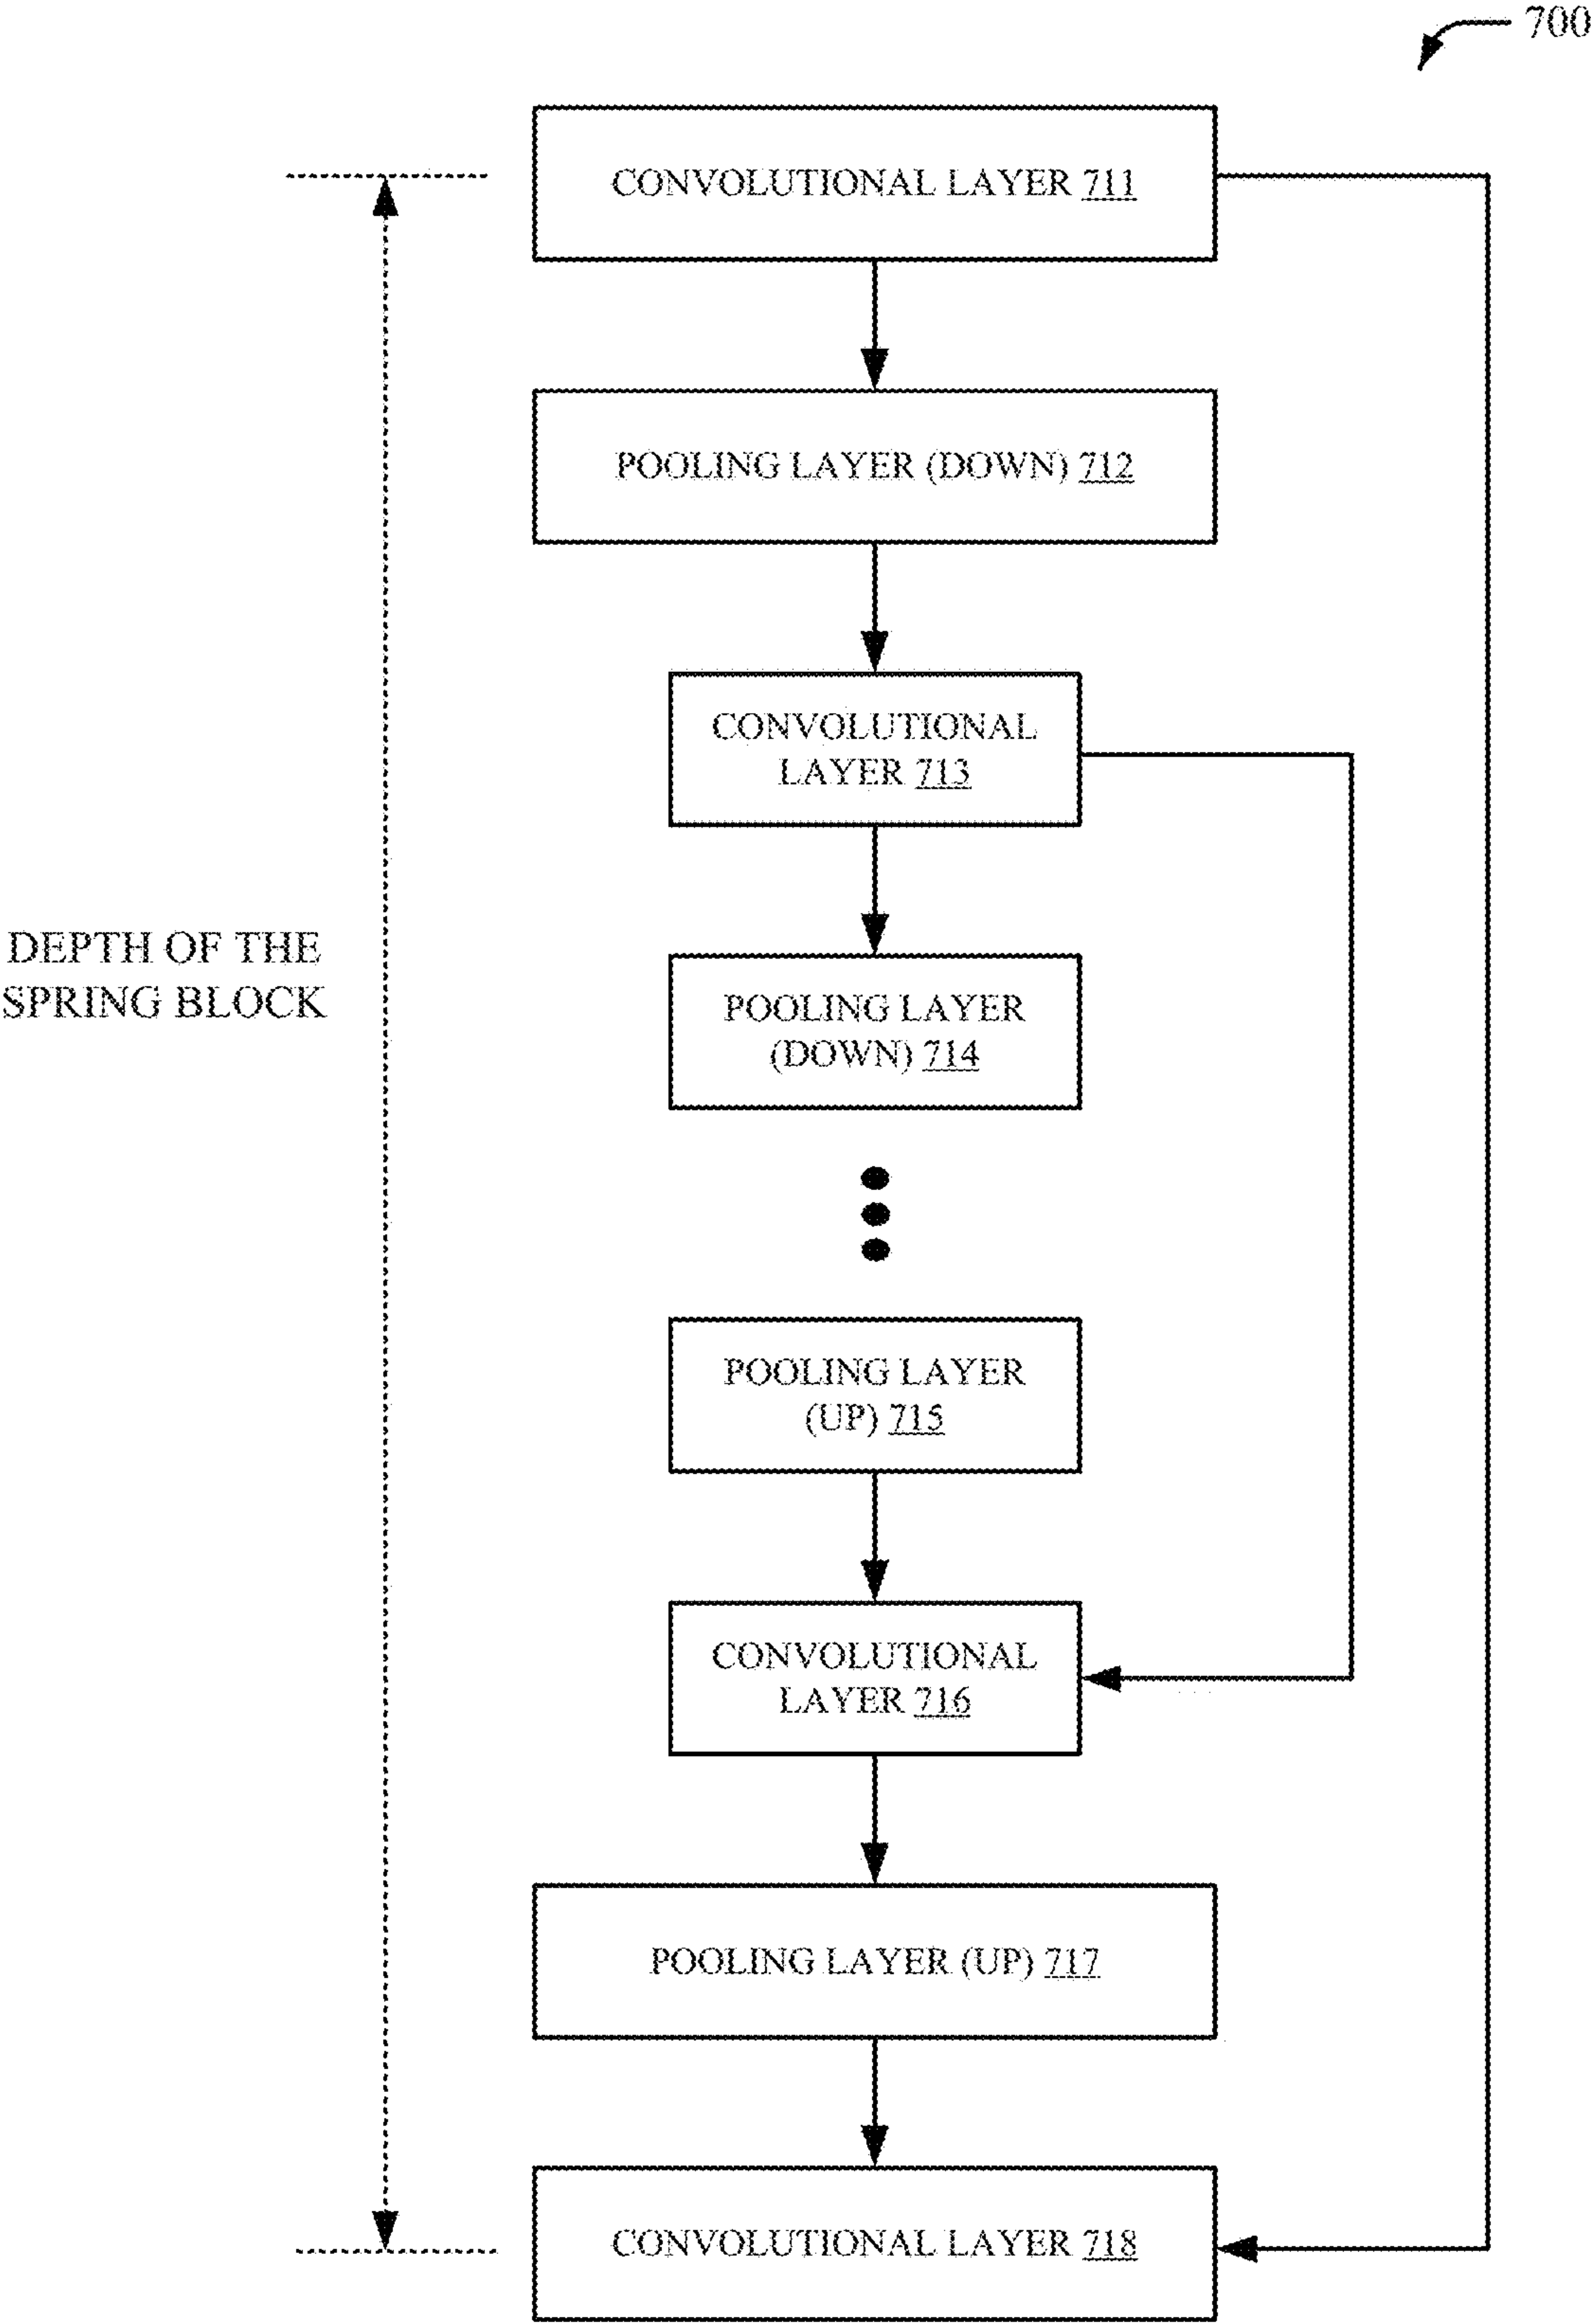 700
CONVOLUTIONAL LAYER 711
POOLING LAYER (DOWN) 712
CONVOLUTIONAL
LAYER 713
DEPTH OF THE
SPRING BLOCK
POOLING LAYER
(DOWN) 714
POOLING LAYER
(UP) 715
CONVOLUTIONAL
LAYER 716
POOLING LAYER (UP) 717
CONVOLUTIONAL LAYER 718